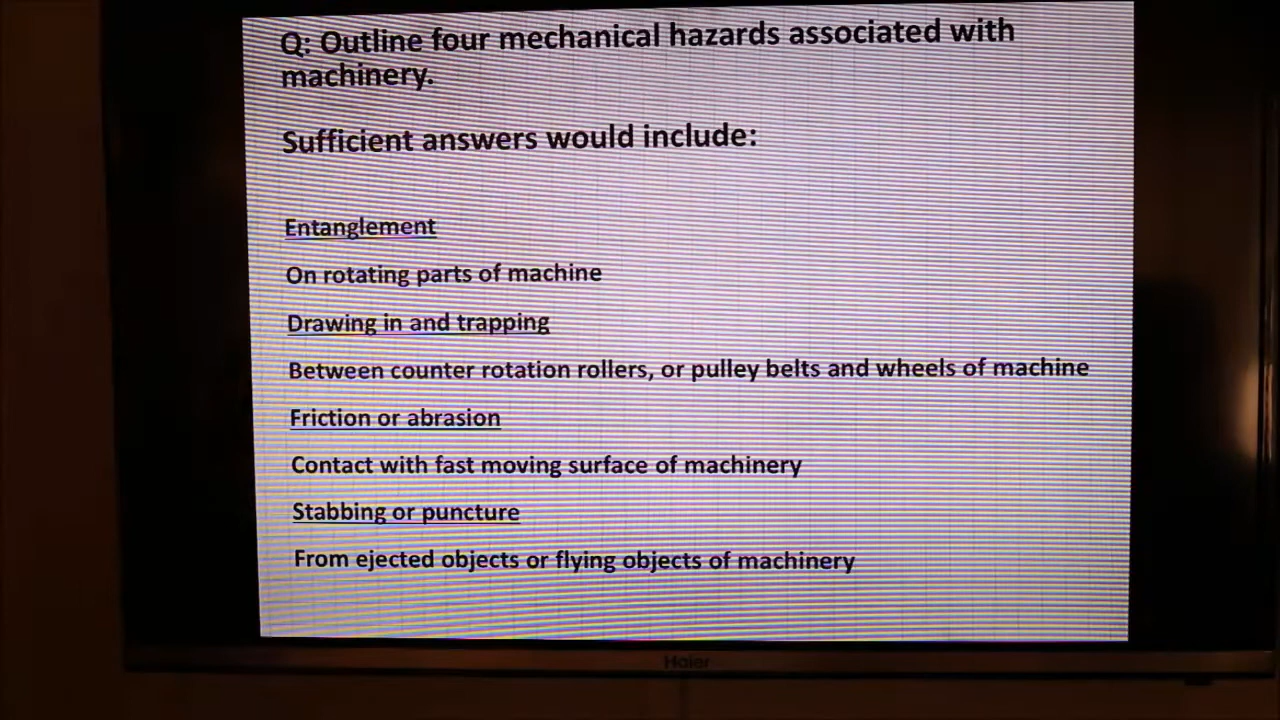 Q: Outline four mechanical hazards associated with
machinery.
Sufficient answers would include:
Entanglement
On rotating parts of machine
Drawing in and trapping
Between counter rotation rollers, or pulley belts and wheels of machine
Friction or abrasion
Contact with fast moving surface of machinery
Stabbing or puncture
From ejected objects or flying objects of machinery
Haier